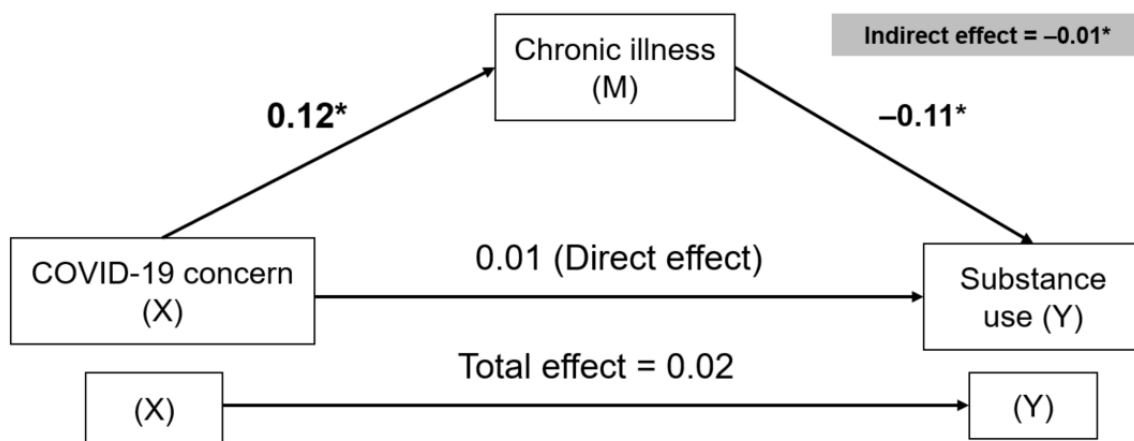 Chronic illness
(M)
Indirect effect = –0.01*
0.12*
–0.11*
COVID-19 concern
(X)
0.01 (Direct effect)
Substance
use (Y)
Total effect = 0.02
(X)
(Y)